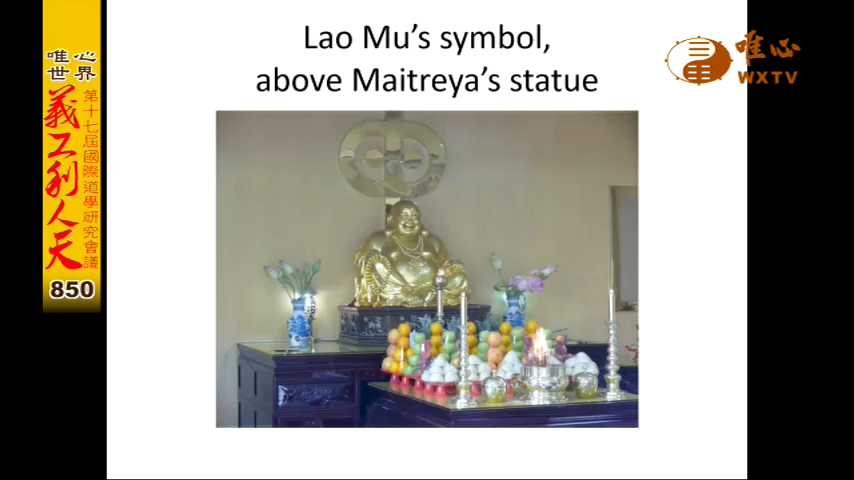 Lao Mu's symbol,
above Maitreya's statue
唯心
世界
義工利人天
第十七屆國際道學研究會議
850
唯心
WXTV